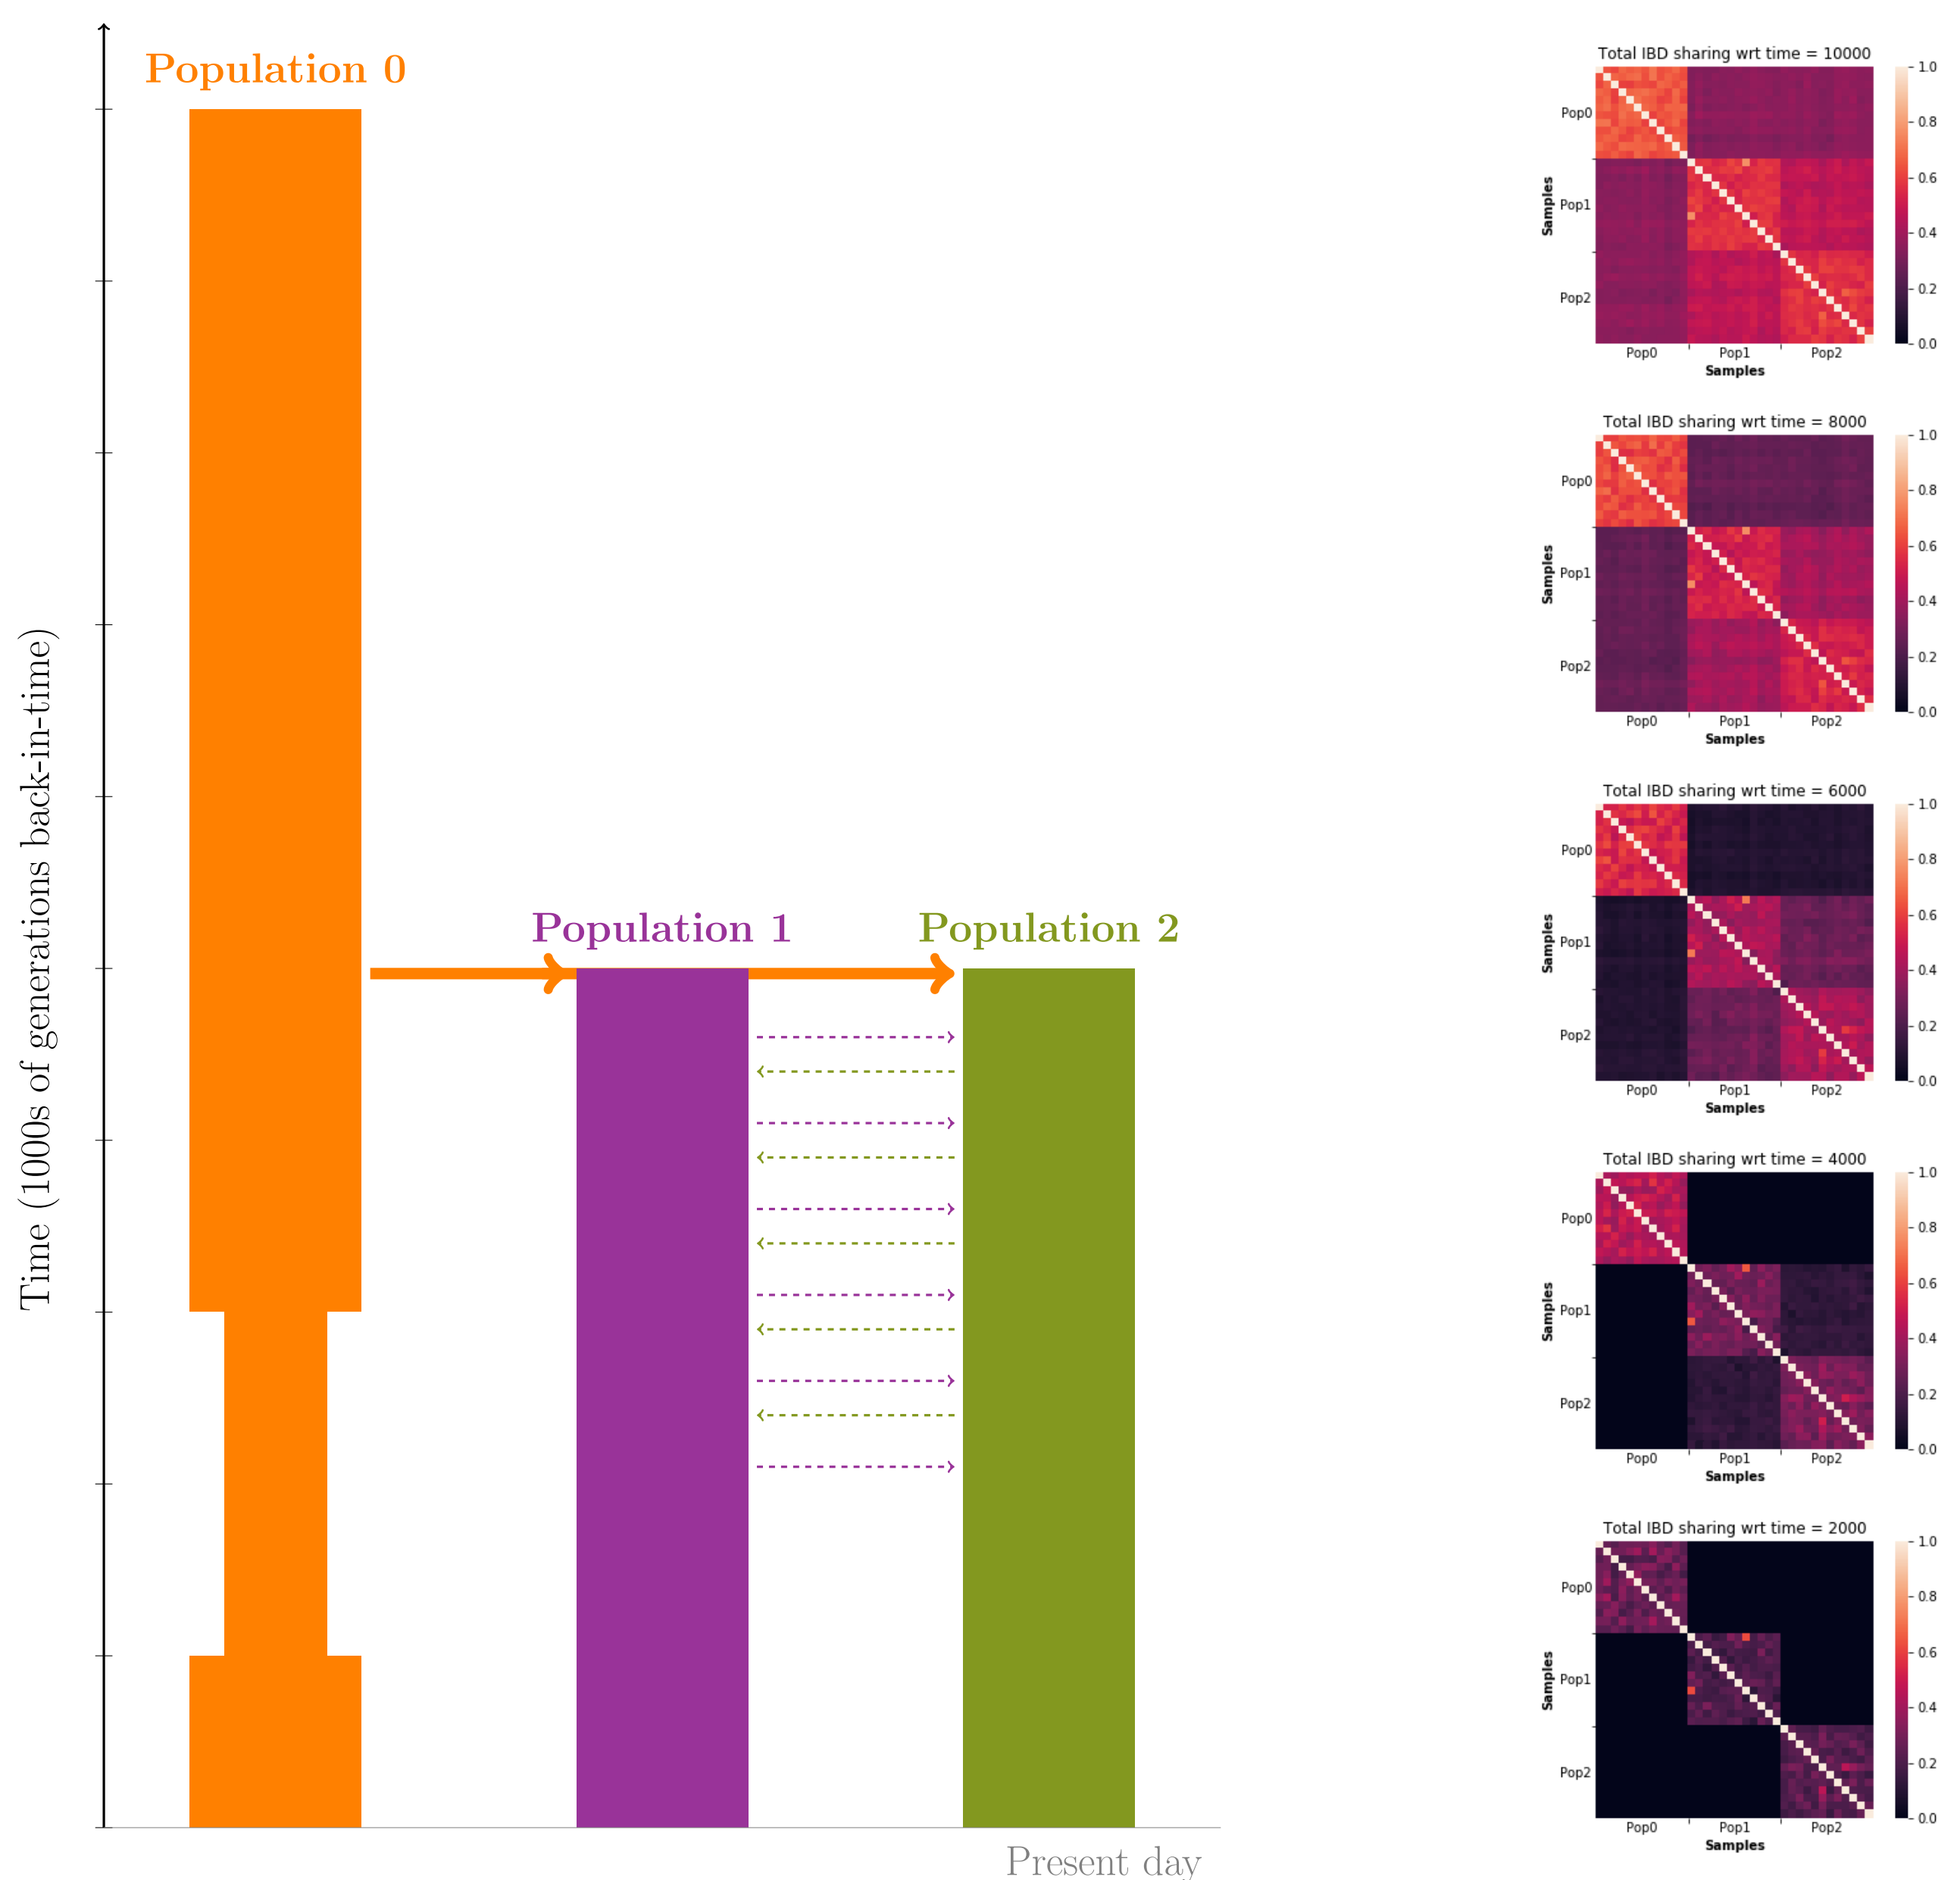 Population 0
Time (1000s of generations back-in-time)
Population 1
Population 2
Present day
Total IBD sharing wrt time = 10000
Samples
Pop0
Pop1
Pop2
Pop0 Pop1 Pop2
Samples
1.0
0.8
0.6
0.4
0.2
0.0
Total IBD sharing wrt time = 8000
Samples
Pop0
Pop1
Pop2
Pop0 Pop1 Pop2
Samples
1.0
0.8
0.6
0.4
0.2
0.0
Total IBD sharing wrt time = 6000
Samples
Pop0
Pop1
Pop2
Pop0 Pop1 Pop2
Samples
1.0
0.8
0.6
0.4
0.2
0.0
Total IBD sharing wrt time = 4000
Samples
Pop0
Pop1
Pop2
Pop0 Pop1 Pop2
Samples
1.0
0.8
0.6
0.4
0.2
0.0
Total IBD sharing wrt time = 2000
Samples
Pop0
Pop1
Pop2
Pop0 Pop1 Pop2
Samples
1.0
0.8
0.6
0.4
0.2
0.0